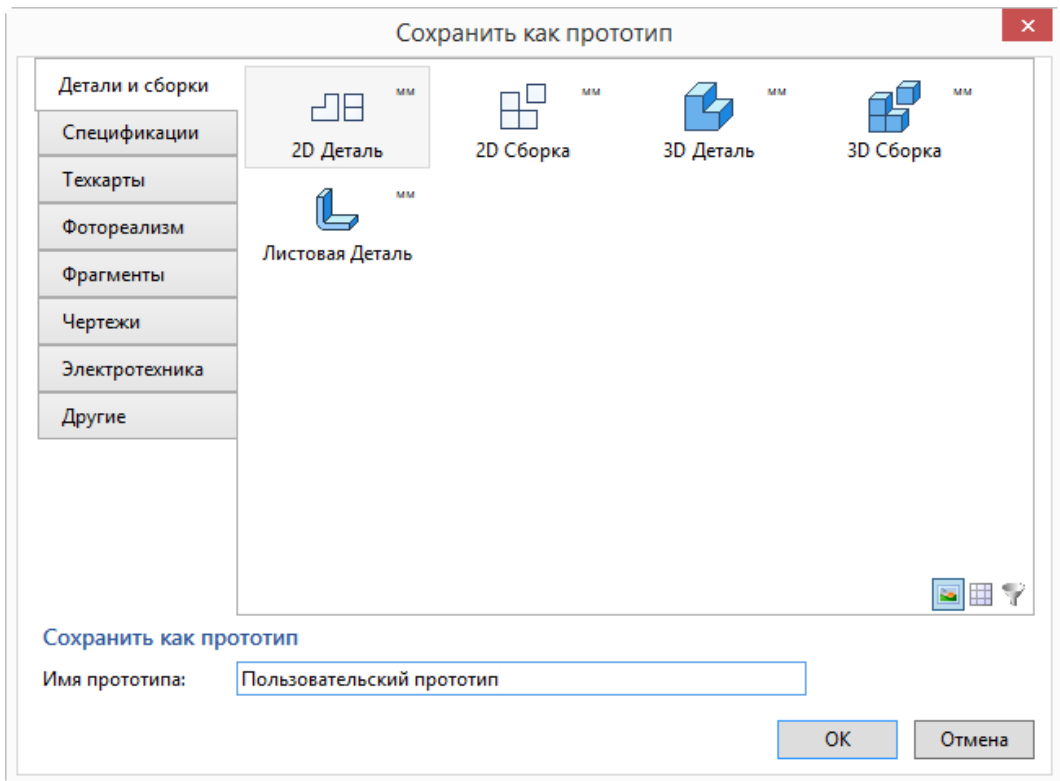 Сохранить как прототип
Детали и сборки
Спецификации
Техкарты
Фотореализм
Фрагменты
Чертежи
Электротехника
Другие
мм мм мм мм
2D Деталь 2D Сборка 3D Деталь 3D Сборка
мм
Листовая Деталь
Сохранить как прототип
Имя прототипа: Пользовательский прототип
OK Отмена